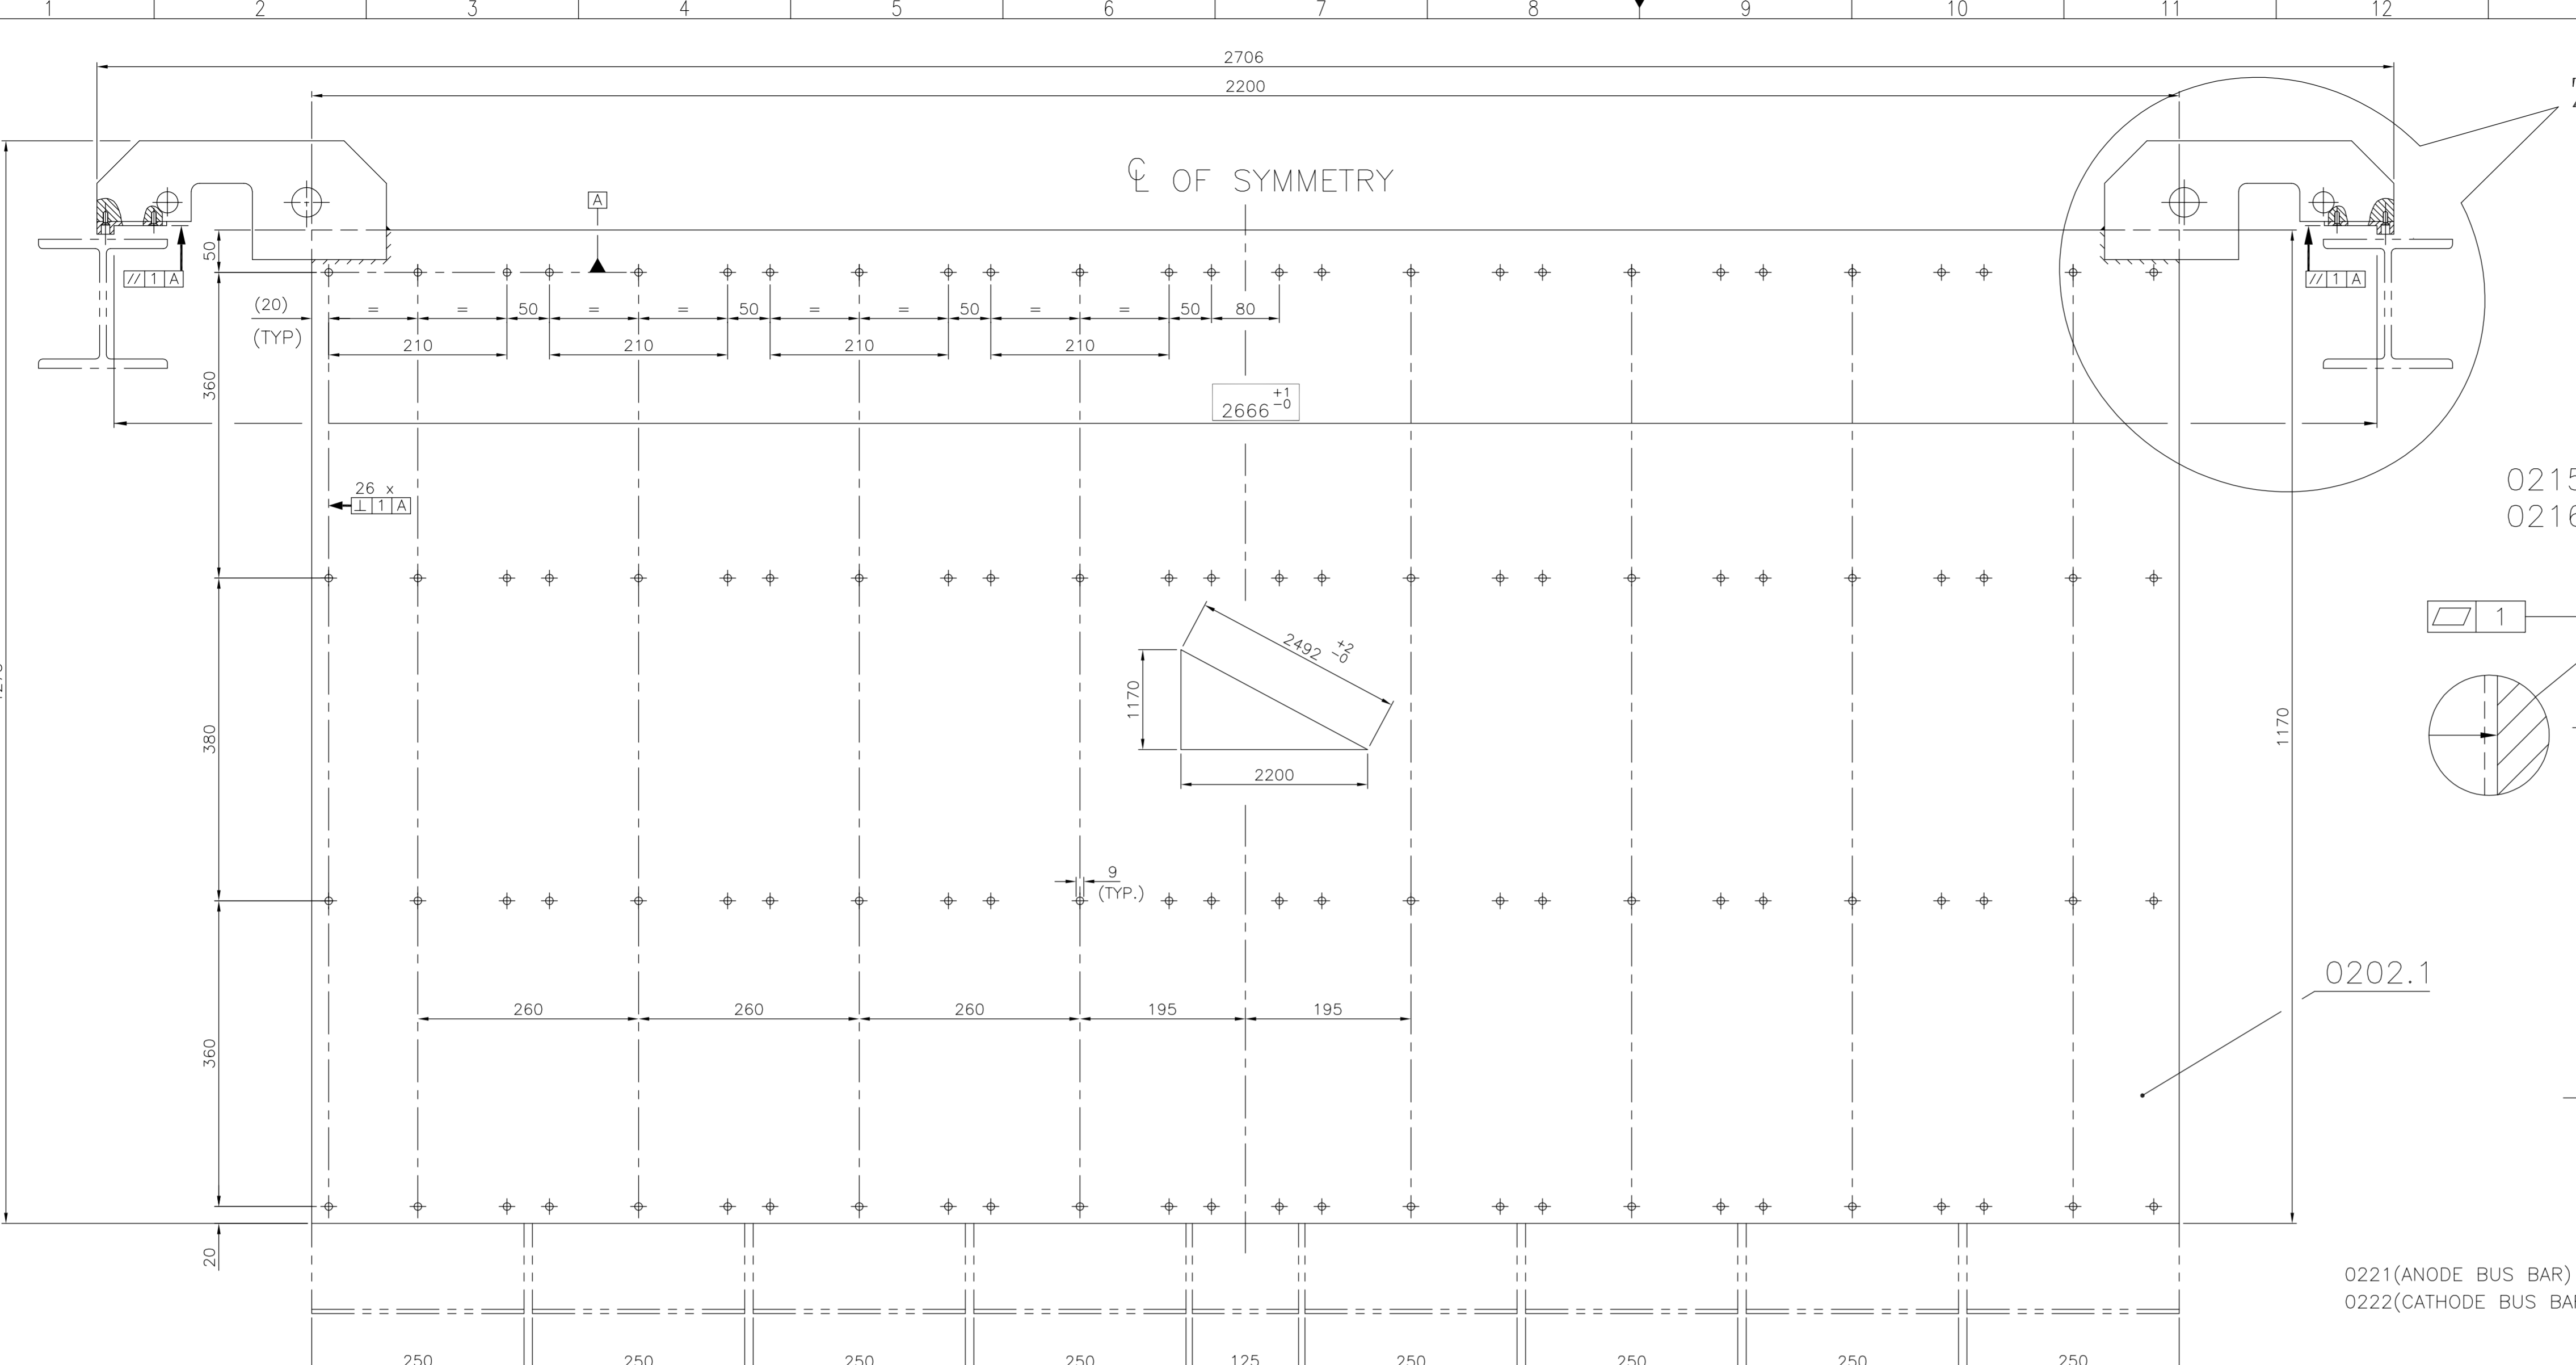 1 2 3 4 5 6 7 8 9 10 11 12
2706
2200
℄ OF SYMMETRY
A
50
// 1 A
// 1 A
(20)
(TYP)
= = 50 = = 50 = = 50 = = 50 80
210 210 210 210
360
2666 +1 -0
26 x
⊥ 1 A
0215
0216
1
2492 +2 -0
1170
2200
380
1170
9
(TYP.)
0202.1
260 260 260 195 195
360
20
0221(ANODE BUS BAR)
0222(CATHODE BUS BA
250 250 250 250 125 250 250 250 250